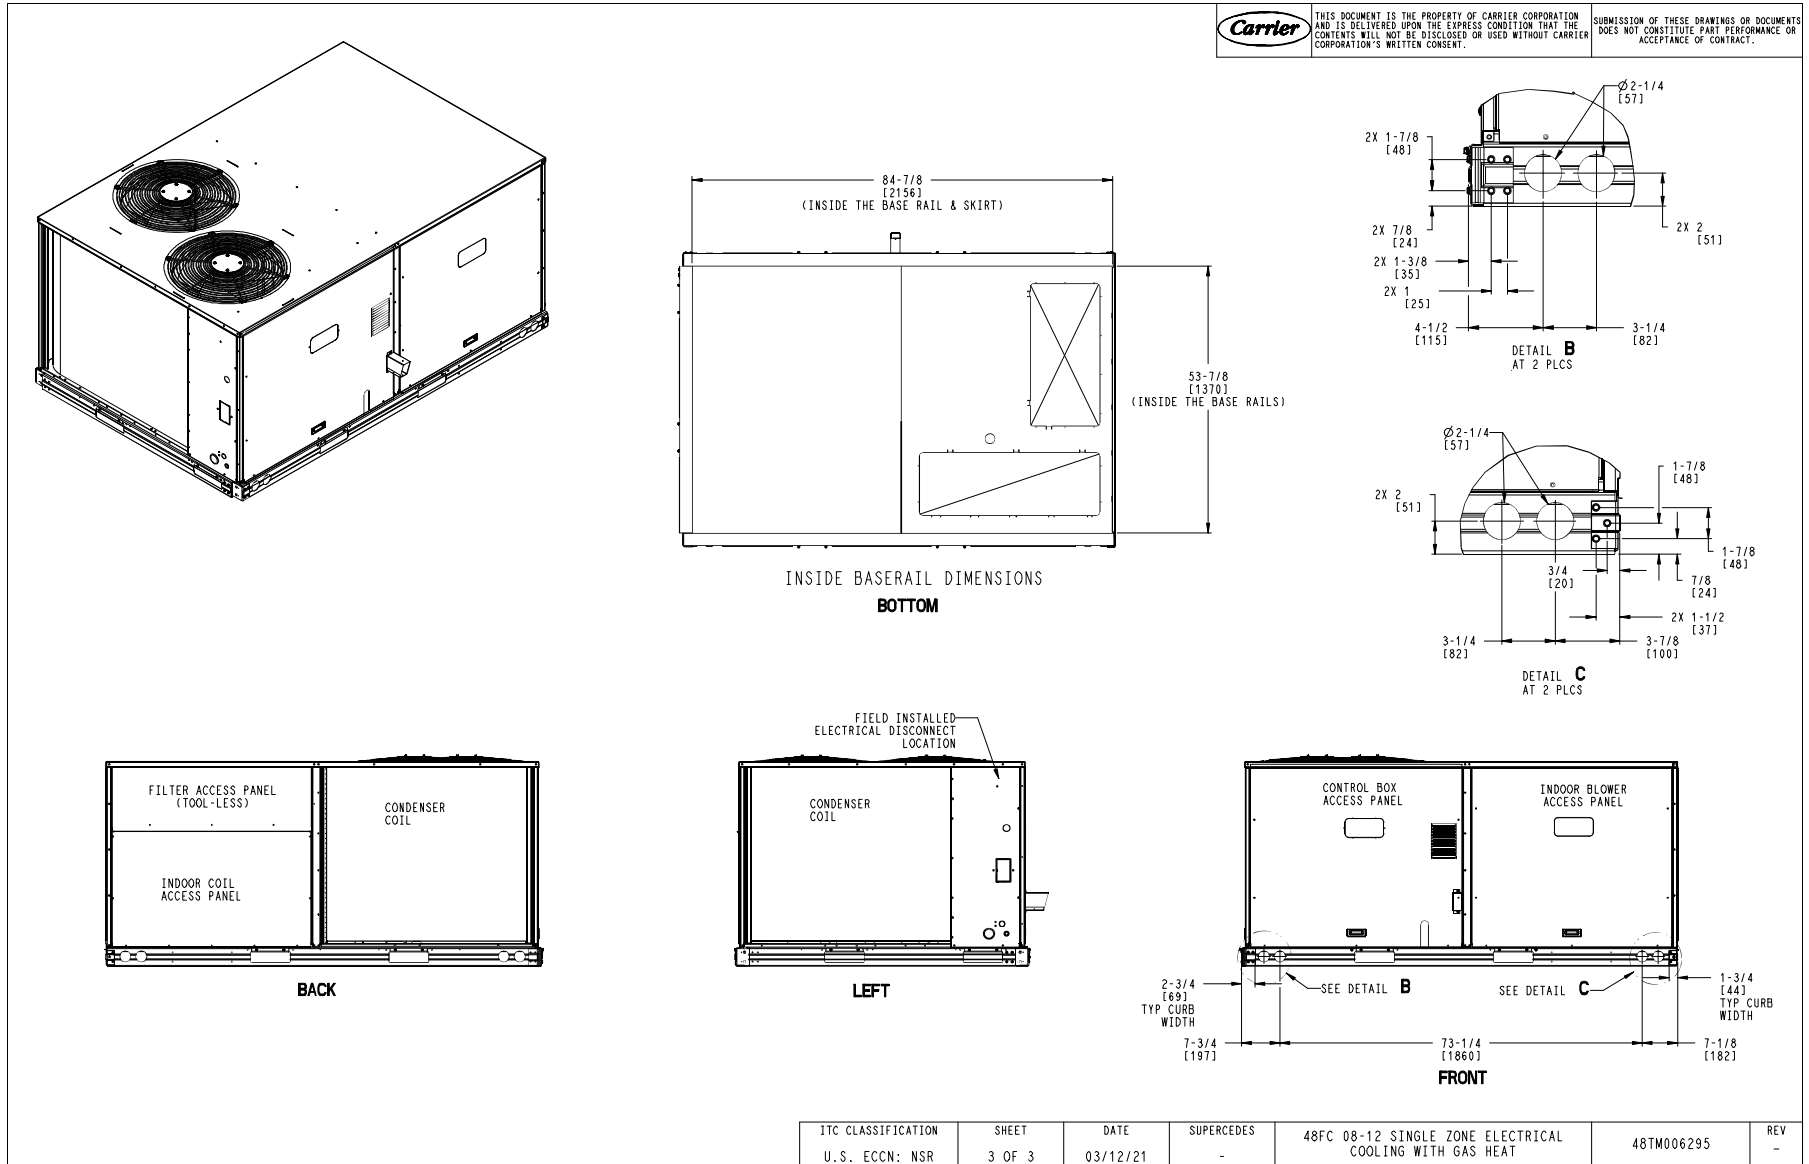 Carrier
THIS DOCUMENT IS THE PROPERTY OF CARRIER CORPORATION
AND IS DELIVERED UPON THE EXPRESS CONDITION THAT THE
CONTENTS WILL NOT BE DISCLOSED OR USED WITHOUT CARRIER
CORPORATION'S WRITTEN CONSENT.
SUBMISSION OF THESE DRAWINGS OR DOCUMENTS
DOES NOT CONSTITUTE PART PERFORMANCE OR
ACCEPTANCE OF CONTRACT.
84-7/8
[2156]
(INSIDE THE BASE RAIL & SKIRT)
53-7/8
[1370]
(INSIDE THE BASE RAILS)
INSIDE BASERAIL DIMENSIONS
BOTTOM
Ø2-1/4
[57]
2X 1-7/8
[48]
2X 7/8
[24]
2X 2
[51]
2X 1-3/8
[35]
2X 1
[25]
4-1/2
[115]
3-1/4
[82]
DETAIL B
AT 2 PLCS
Ø2-1/4
[57]
1-7/8
[48]
2X 2
[51]
1-7/8
[48]
3/4
[20]
7/8
[24]
2X 1-1/2
[37]
3-1/4
[82]
3-7/8
[100]
DETAIL C
AT 2 PLCS
FILTER ACCESS PANEL
(TOOL-LESS)
CONDENSER
COIL
INDOOR COIL
ACCESS PANEL
BACK
FIELD INSTALLED
ELECTRICAL DISCONNECT
LOCATION
CONDENSER
COIL
LEFT
CONTROL BOX
ACCESS PANEL
INDOOR BLOWER
ACCESS PANEL
SEE DETAIL B
SEE DETAIL C
2-3/4
[69]
TYP CURB
WIDTH
1-3/4
[44]
TYP CURB
WIDTH
7-3/4
[197]
73-1/4
[1860]
7-1/8
[182]
FRONT
ITC CLASSIFICATION
U.S. ECCN: NSR
SHEET
3 OF 3
DATE
03/12/21
SUPERCEDES
-
48FC 08-12 SINGLE ZONE ELECTRICAL
COOLING WITH GAS HEAT
48TM006295
REV
-